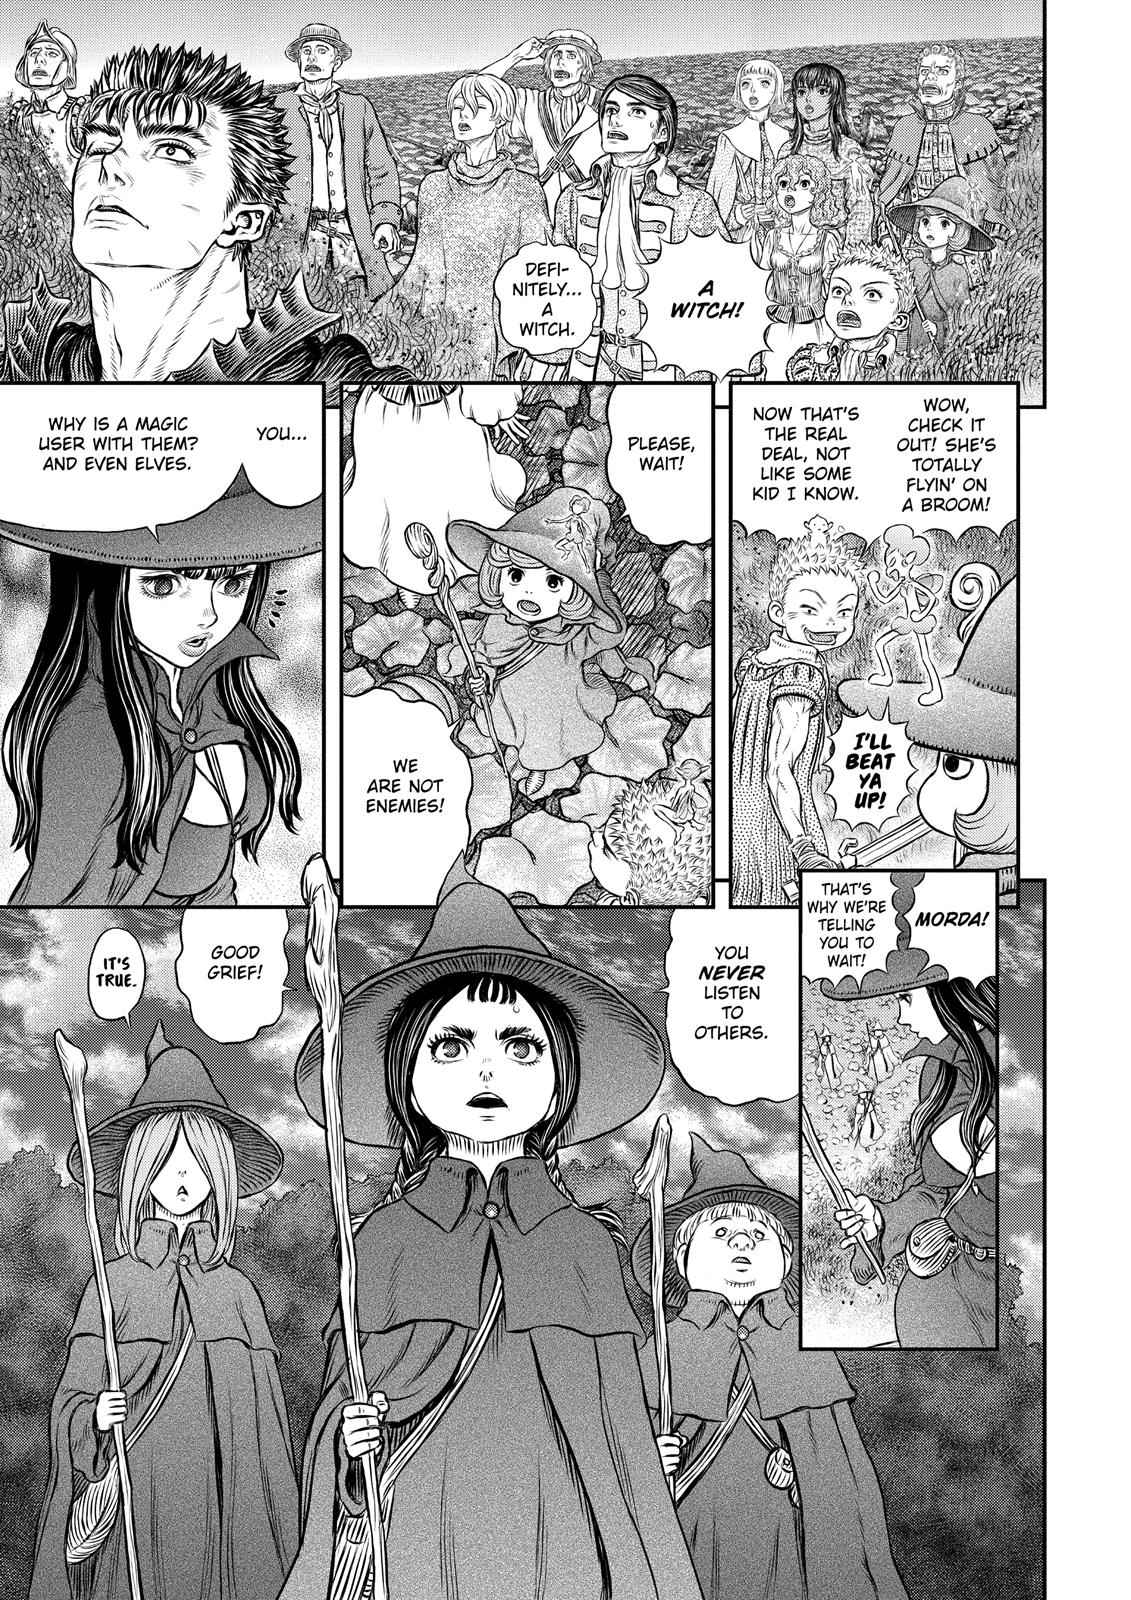 A
WITCH!
DEFI-
NITELY...
A
WITCH.
WOW,
CHECK IT
OUT! SHE'S
TOTALLY
FLYIN' ON
A BROOM!
NOW THAT'S
THE REAL
DEAL, NOT
LIKE SOME
KID I KNOW.
I'LL
BEAT
YA
UP!
PLEASE,
WAIT!
WE
ARE NOT
ENEMIES!
YOU...
WHY IS A MAGIC
USER WITH THEM?
AND EVEN ELVES.
MORDA!
THAT'S
WHY WE'RE
TELLING
YOU TO
WAIT!
YOU
NEVER
LISTEN
TO
OTHERS.
GOOD
GRIEF!
IT'S
TRUE.